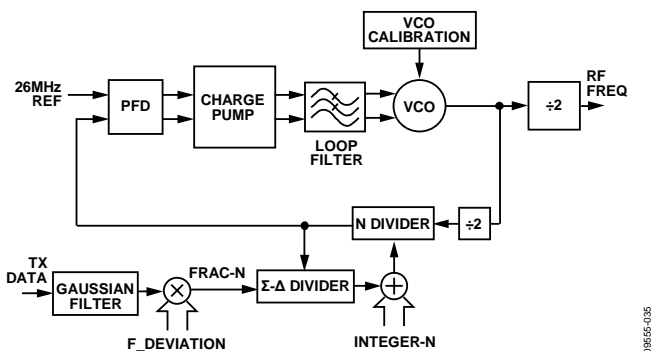 VCO
CALIBRATION
26MHz
REF
PFD
CHARGE
PUMP
LOOP
FILTER
VCO
÷2
RF
FREQ
N DIVIDER
÷2
TX
DATA
GAUSSIAN
FILTER
×
FRAC-N
Σ-Δ DIVIDER
+
F_DEVIATION
INTEGER-N
09555-035